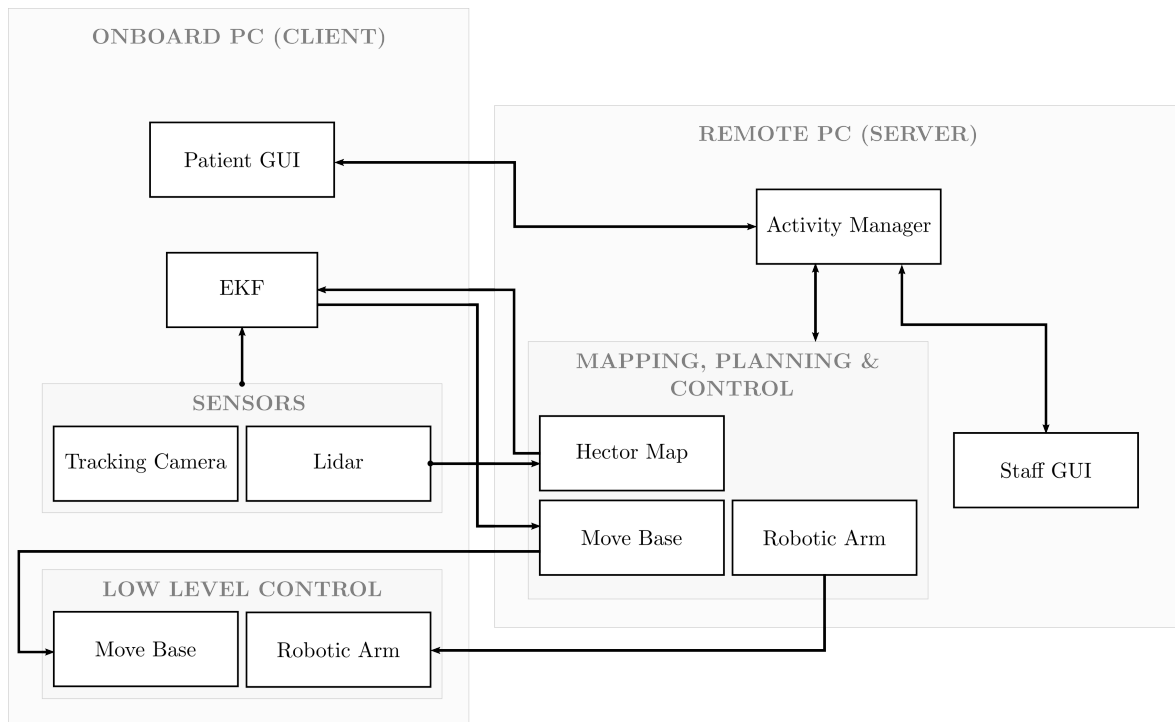 ONBOARD PC (CLIENT)
Patient GUI
EKF
SENSORS
Tracking Camera
Lidar
LOW LEVEL CONTROL
Move Base
Robotic Arm
REMOTE PC (SERVER)
Activity Manager
MAPPING, PLANNING &
CONTROL
Hector Map
Move Base
Robotic Arm
Staff GUI